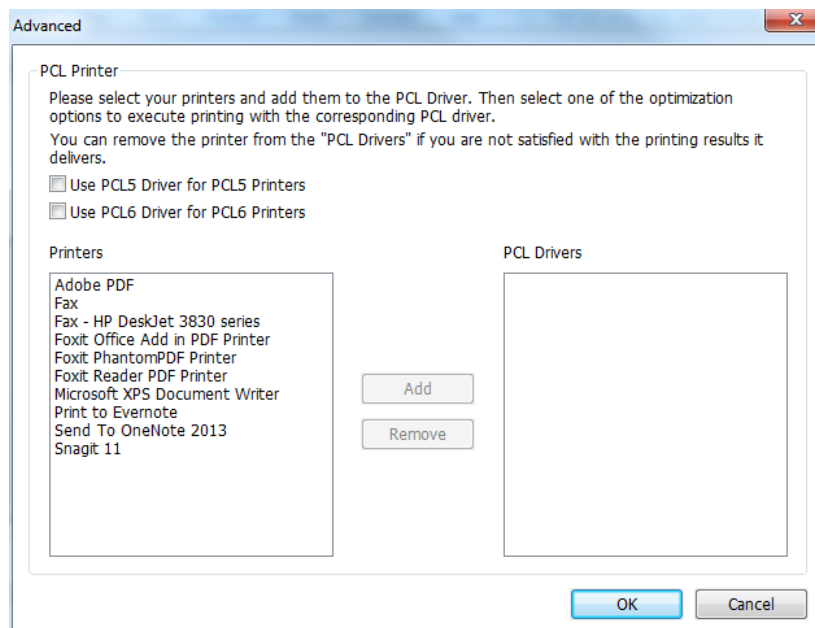 Advanced
PCL Printer
Please select your printers and add them to the PCL Driver. Then select one of the optimization
options to execute printing with the corresponding PCL driver.
You can remove the printer from the "PCL Drivers" if you are not satisfied with the printing results it
delivers.
Use PCL5 Driver for PCL5 Printers
Use PCL6 Driver for PCL6 Printers
Printers
Adobe PDF
Fax
Fax - HP DeskJet 3830 series
Foxit Office Add in PDF Printer
Foxit PhantomPDF Printer
Foxit Reader PDF Printer
Microsoft XPS Document Writer
Print to Evernote
Send To OneNote 2013
Snagit 11
Add
Remove
PCL Drivers
OK
Cancel